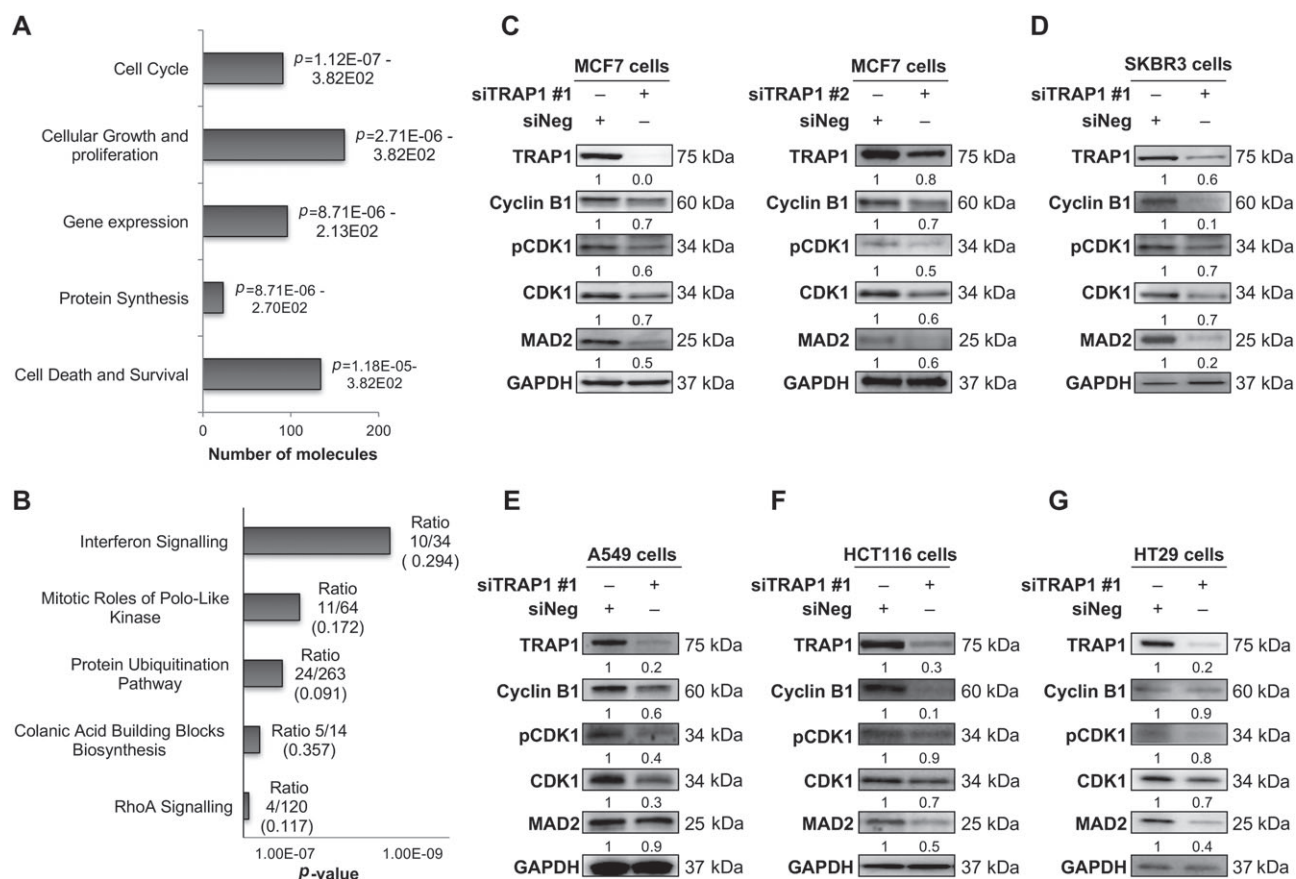 A
Cell Cycle
p=1.12E-07 -
3.82E02
Cellular Growth and
proliferation
p=2.71E-06 -
3.82E02
Gene expression
p=8.71E-06 -
2.13E02
Protein Synthesis
p=8.71E-06 -
2.70E02
Cell Death and Survival
p=1.18E-05-
3.82E02
0 100 200
Number of molecules
B
Interferon Signalling
Ratio
10/34
( 0.294)
Mitotic Roles of Polo-Like
Kinase
Ratio
11/64
(0.172)
Protein Ubiquitination
Pathway
Ratio
24/263
(0.091)
Colanic Acid Building Blocks
Biosynthesis
Ratio 5/14
(0.357)
RhoA Signalling
Ratio
4/120
(0.117)
1.00E-07 1.00E-09
p-value
C
MCF7 cells
siTRAP1 #1 – +
siNeg + –
TRAP1 75 kDa
1 0.0
Cyclin B1 60 kDa
1 0.7
pCDK1 34 kDa
1 0.6
CDK1 34 kDa
1 0.7
MAD2 25 kDa
1 0.5
GAPDH 37 kDa
MCF7 cells
siTRAP1 #2 – +
siNeg + –
TRAP1 75 kDa
1 0.8
Cyclin B1 60 kDa
1 0.7
pCDK1 34 kDa
1 0.5
CDK1 34 kDa
1 0.6
MAD2 25 kDa
1 0.6
GAPDH 37 kDa
D
SKBR3 cells
siTRAP1 #1 – +
siNeg + –
TRAP1 75 kDa
1 0.6
Cyclin B1 60 kDa
1 0.1
pCDK1 34 kDa
1 0.7
CDK1 34 kDa
1 0.7
MAD2 25 kDa
1 0.2
GAPDH 37 kDa
E
A549 cells
siTRAP1 #1 – +
siNeg + –
TRAP1 75 kDa
1 0.2
Cyclin B1 60 kDa
1 0.6
pCDK1 34 kDa
1 0.4
CDK1 34 kDa
1 0.3
MAD2 25 kDa
1 0.9
GAPDH 37 kDa
F
HCT116 cells
siTRAP1 #1 – +
siNeg + –
TRAP1 75 kDa
1 0.3
Cyclin B1 60 kDa
1 0.1
pCDK1 34 kDa
1 0.9
CDK1 34 kDa
1 0.7
MAD2 25 kDa
1 0.5
GAPDH 37 kDa
G
HT29 cells
siTRAP1 #1 – +
siNeg + –
TRAP1 75 kDa
1 0.2
Cyclin B1 60 kDa
1 0.9
pCDK1 34 kDa
1 0.8
CDK1 34 kDa
1 0.7
MAD2 25 kDa
1 0.4
GAPDH 37 kDa